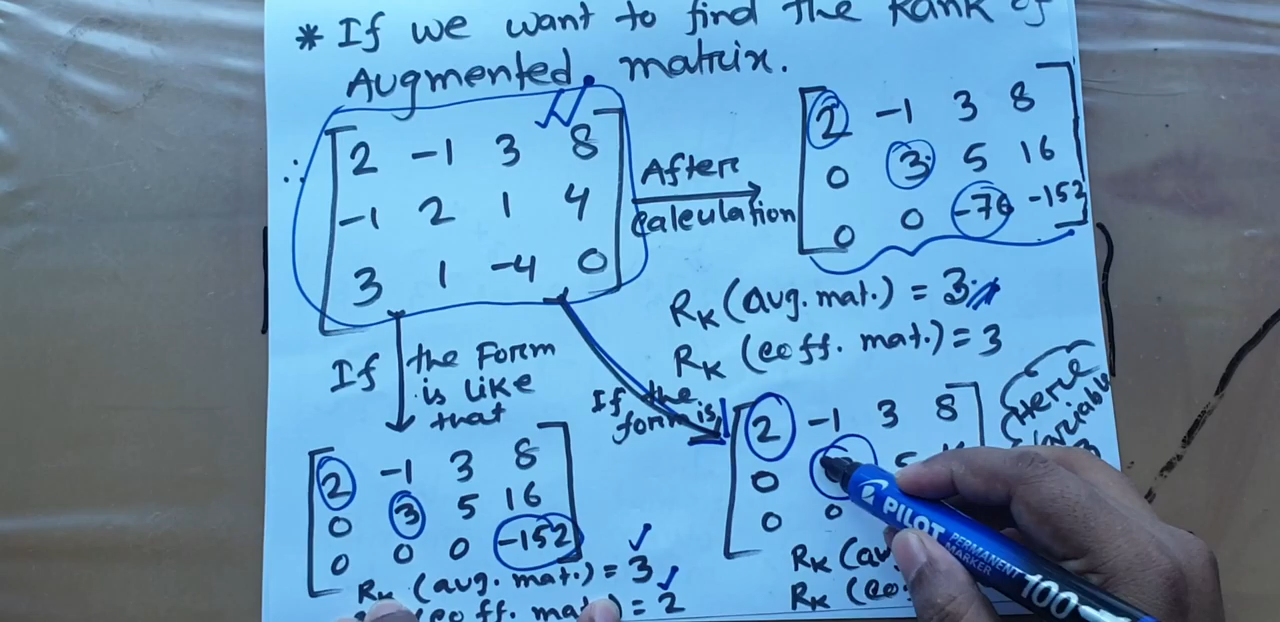 * If we want to find the Rank of
Augmented matrix.
∴ [ 2 -1 3 8
-1 2 1 4
3 1 -4 0 ]
After
calculation
[ 2 -1 3 8
0 3 5 16
0 0 -76 -152 ]
Rk (aug. mat.) = 3
Rk (coff. mat.) = 3
If the Form
is like
that
[ 2 -1 3 8
0 3 5 16
0 0 0 -152 ]
Rk (aug. mat.) = 3
(coff. mat.) = 2
If the
form is
[ 2 -1 3 8
0
0 0
Rk
Rk
Here
variable
3
PILOT
PERMANENT
MARKER
100